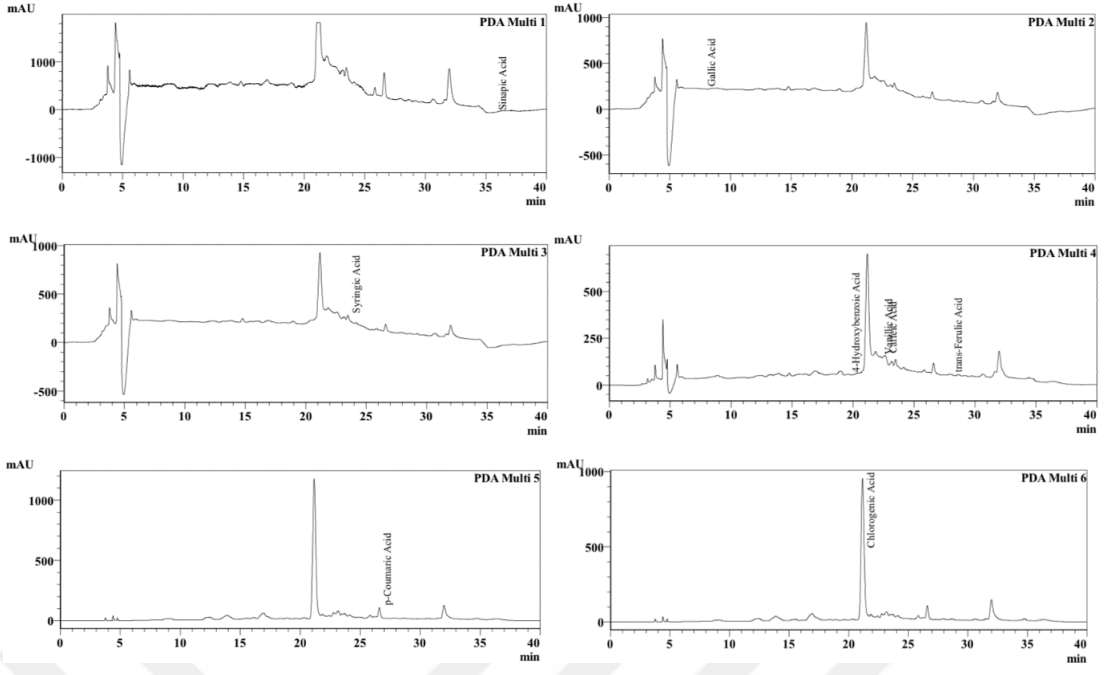 mAU
PDA Multi 1
1000
0
-1000
Sinapic Acid
0 5 10 15 20 25 30 35 40
min
mAU
PDA Multi 2
1000
500
0
-500
Gallic Acid
0 5 10 15 20 25 30 35 40
min
mAU
PDA Multi 3
1000
500
0
-500
Syringic Acid
0 5 10 15 20 25 30 35 40
min
mAU
PDA Multi 4
500
250
0
4-Hydroxybenzoic Acid
Vanillic Acid
Caffeic Acid
trans-Ferulic Acid
0 5 10 15 20 25 30 35 40
min
mAU
PDA Multi 5
1000
500
0
p-Coumaric Acid
0 5 10 15 20 25 30 35 40
min
mAU
PDA Multi 6
1000
500
0
Chlorogenic Acid
0 5 10 15 20 25 30 35 40
min